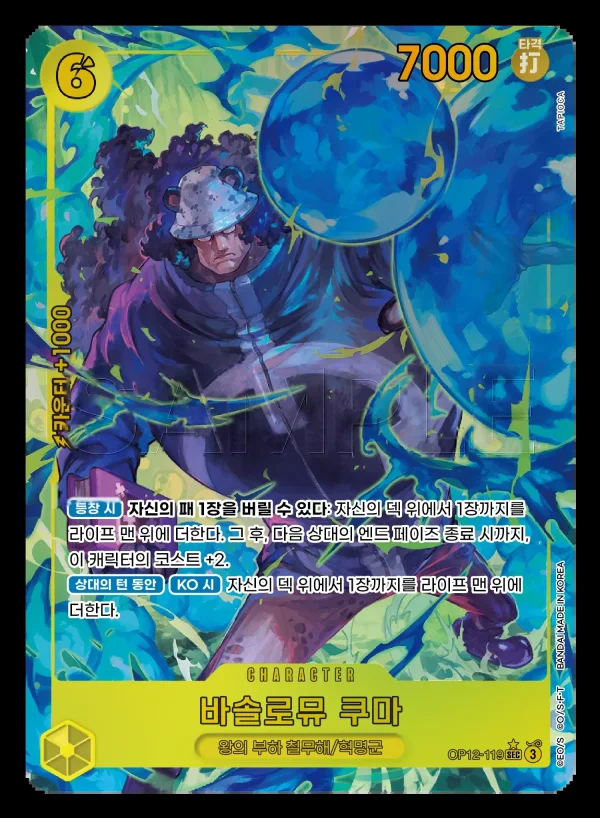 6
7000
타격
打
TAPIOCA
카운터 +1000
SAMPLE
등장 시 자신의 패 1장을 버릴 수 있다: 자신의 덱 위에서 1장까지를
라이프 맨 위에 더한다. 그 후, 다음 상대의 엔드 페이즈 종료 시까지,
이 캐릭터의 코스트 +2.
상대의 턴 동안 KO 시 자신의 덱 위에서 1장까지를 라이프 맨 위에
더한다.
CHARACTER
바솔로뮤 쿠마
왕의 부하 칠무해/혁명군
OP12-119 SEC 3
©EO/S ©O/S·F·T BANDAI MADE IN KOREA